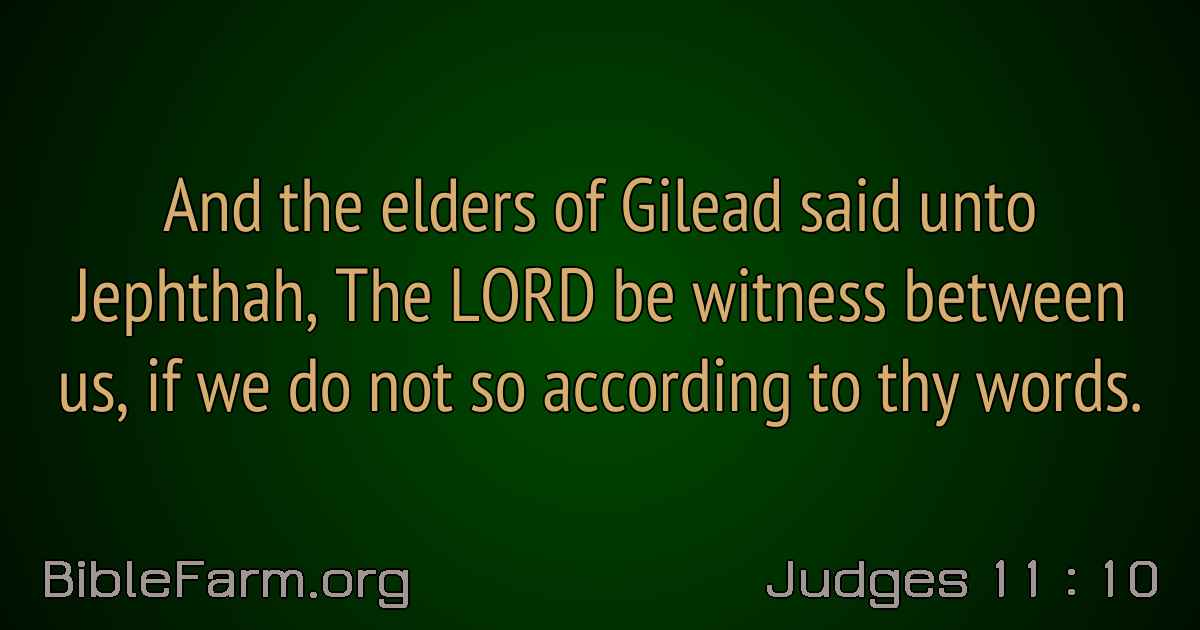 And the elders of Gilead said unto
Jephthah, The LORD be witness between
us, if we do not so according to thy words.
BibleFarm.org
Judges 11 : 10